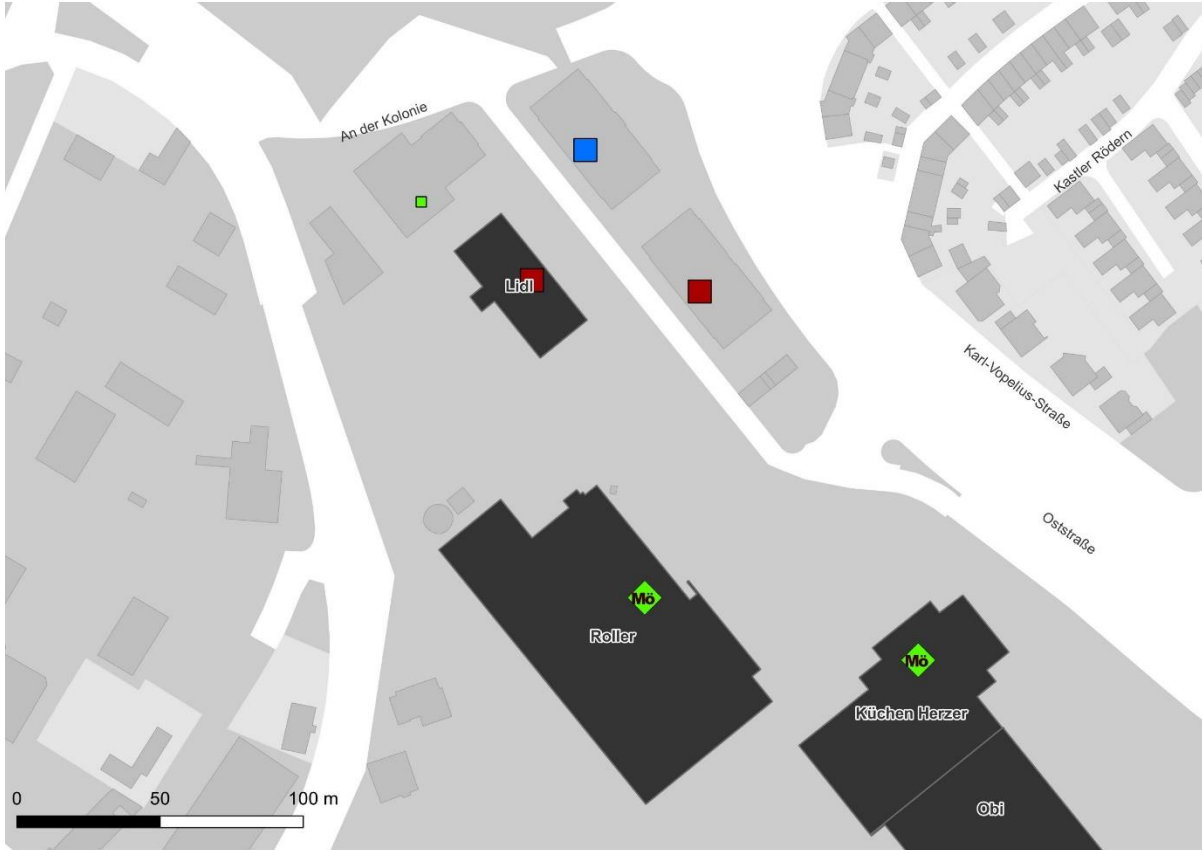 An der Kolonie
Kastler Rödern
Lidl
Karl-Vopelius-Straße
Oststraße
Mö
Roller
Mö
Küchen Herzer
Obi
0 50 100 m